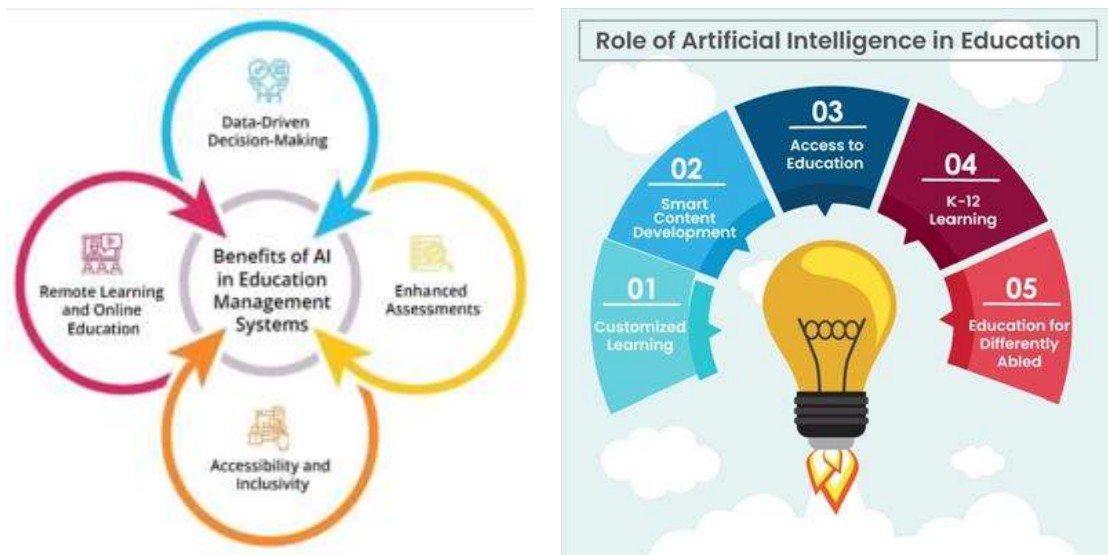 Data-Driven
Decision-Making
Remote Learning
and Online
Education
Benefits of AI
in Education
Management
Systems
Enhanced
Assessments
Accessibility and
Inclusivity
Role of Artificial Intelligence in Education
01
Customized
Learning
02
Smart
Content
Development
03
Access to
Education
04
K-12
Learning
05
Education for
Differently
Abled